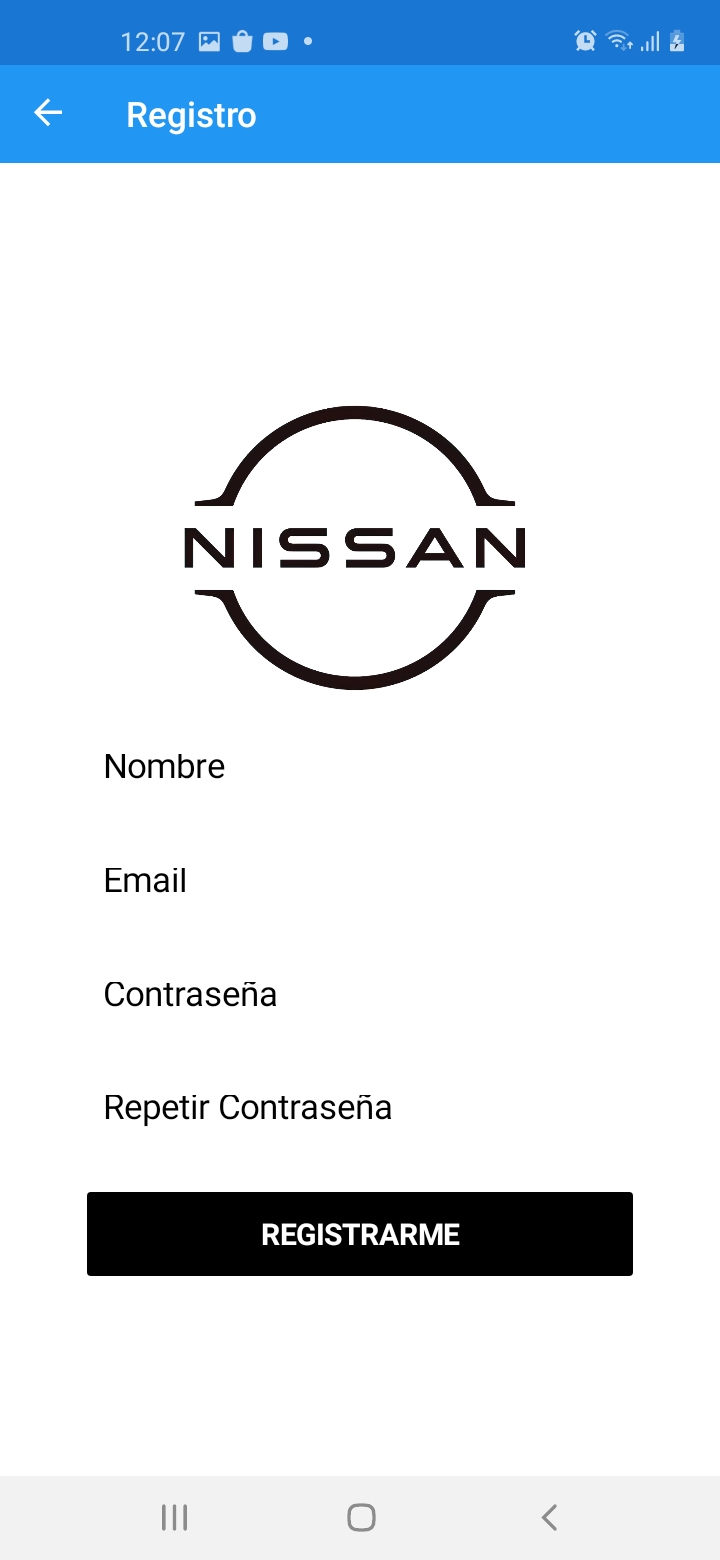 12:07
Registro
NISSAN
Nombre
Email
Contraseña
Repetir Contraseña
REGISTRARME